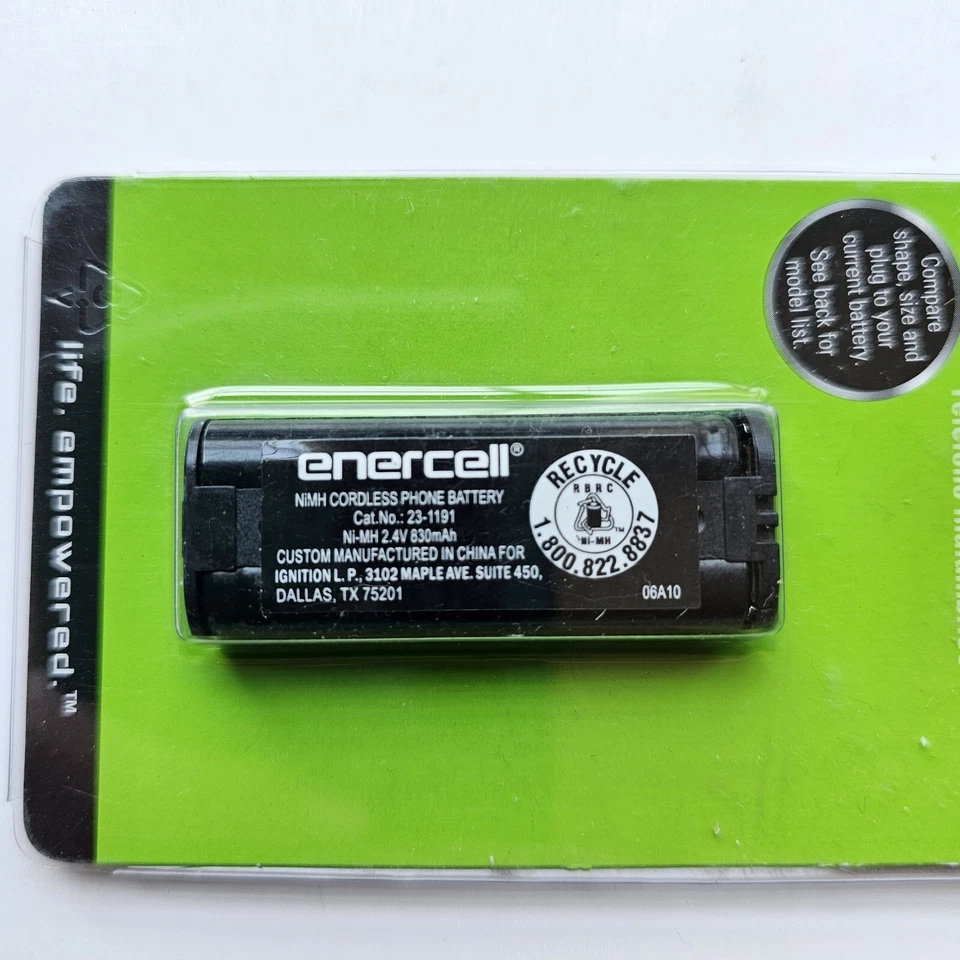 enercell®
NiMH CORDLESS PHONE BATTERY
Cat.No.: 23-1191
Ni-MH 2.4V 830mAh
CUSTOM MANUFACTURED IN CHINA FOR
IGNITION L. P., 3102 MAPLE AVE. SUITE 450,
DALLAS, TX 75201
06A10
RECYCLE
RBRC
™
Ni-MH
1.800.822.8837
Compare
shape, size and
plug to your
current battery.
See back for
model list.
life. empowered.™